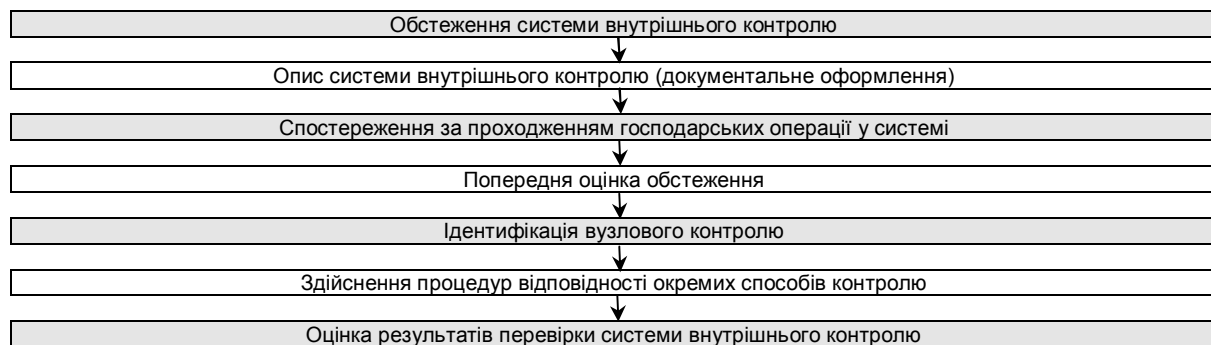 Обстеження системи внутрішнього контролю
Опис системи внутрішнього контролю (документальне оформлення)
Спостереження за проходженням господарських операції у системі
Попередня оцінка обстеження
Ідентифікація вузлового контролю
Здійснення процедур відповідності окремих способів контролю
Оцінка результатів перевірки системи внутрішнього контролю